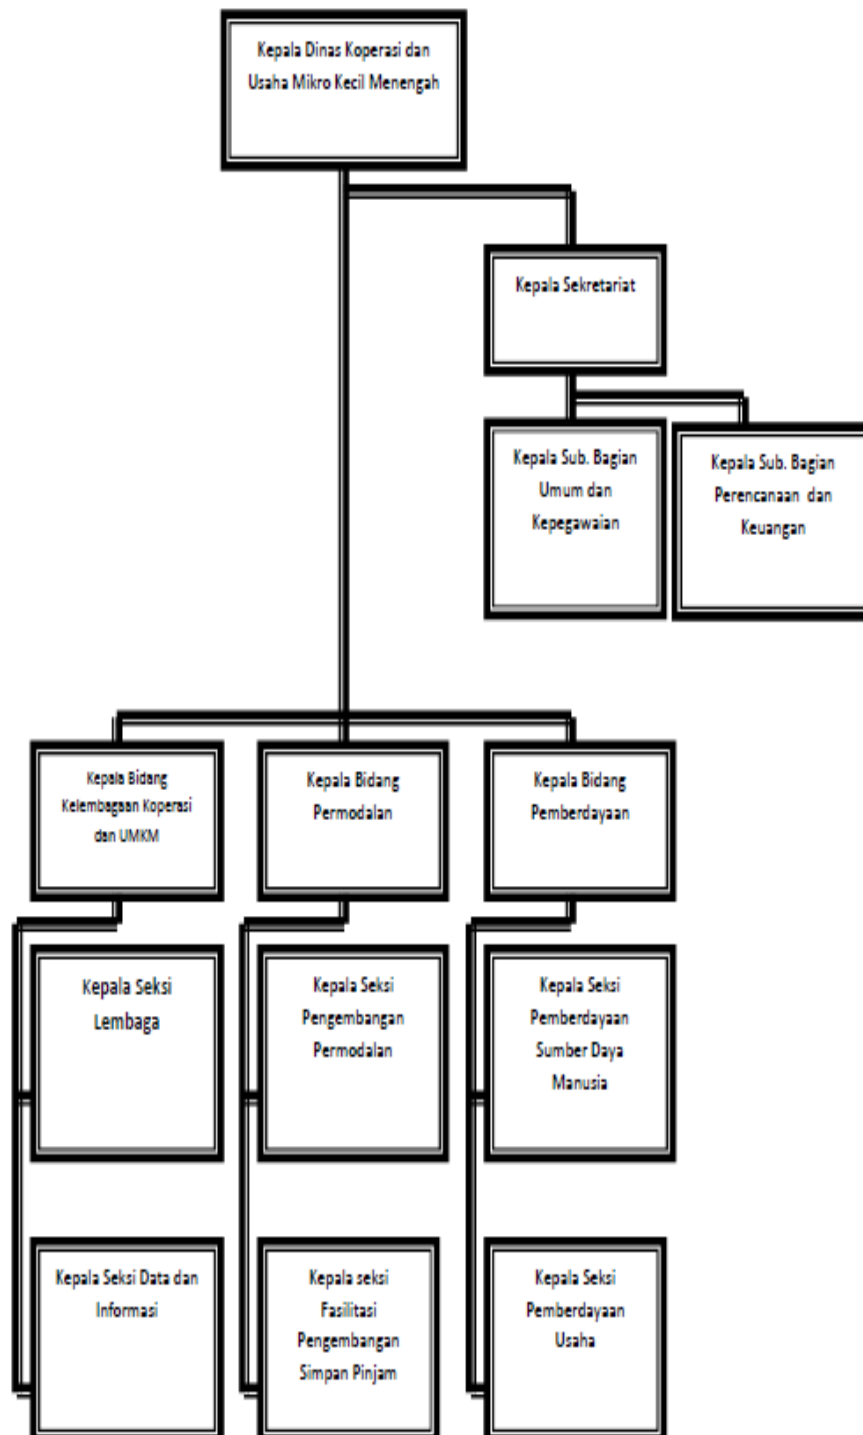 Kepala Dinas Koperasi dan
Usaha Mikro Kecil Menengah
Kepala Sekretariat
Kepala Sub. Bagian
Umum dan
Kepegawaian
Kepala Sub. Bagian
Perencanaan dan
Keuangan
Kepala Bidang
Kelembagaan Koperasi
dan UMKM
Kepala Bidang
Permodalan
Kepala Bidang
Pemberdayaan
Kepala Seksi
Lembaga
Kepala Seksi
Pengembangan
Permodalan
Kepala Seksi
Pemberdayaan
Sumber Daya
Manusia
Kepala Seksi Data dan
Informasi
Kepala seksi
Fasilitasi
Pengembangan
Simpan Pinjam
Kepala Seksi
Pemberdayaan
Usaha